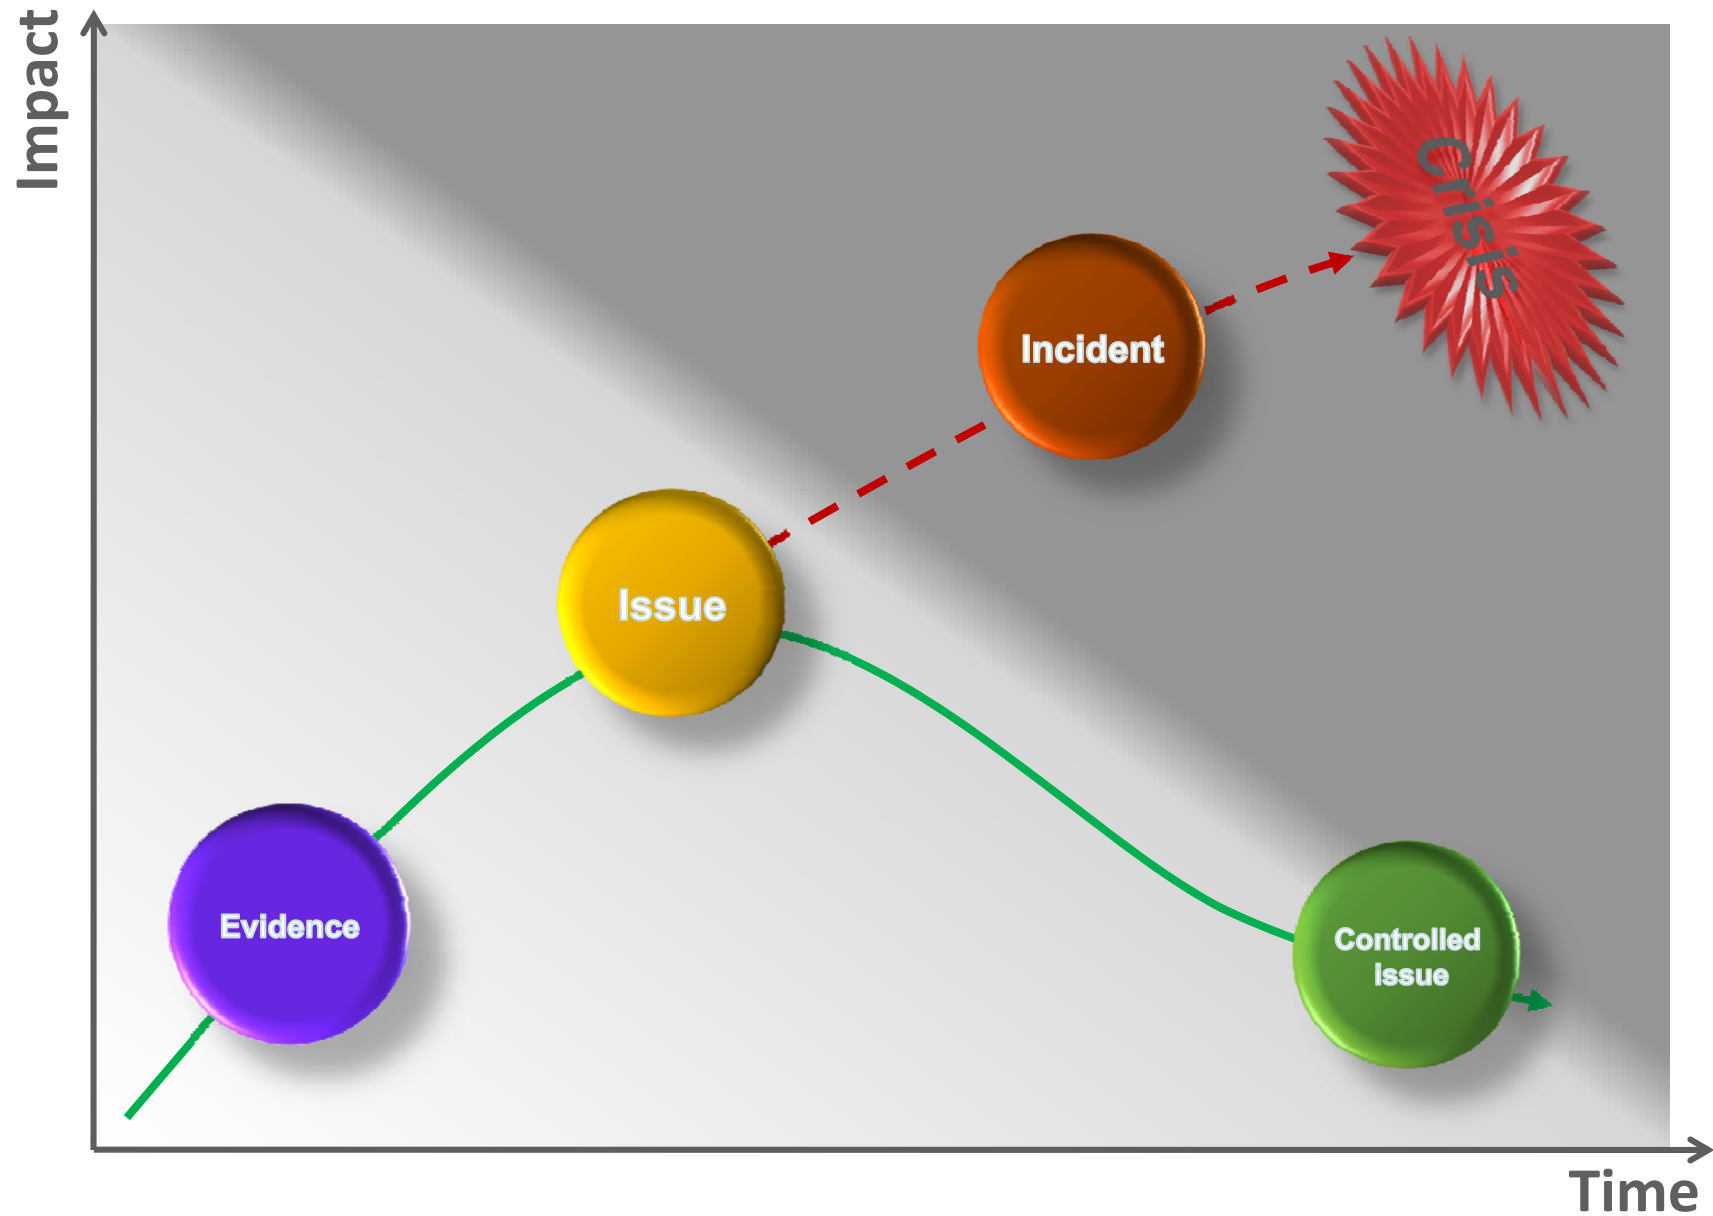 Impact
Crisis
Incident
Issue
Evidence
Controlled
issue
Time